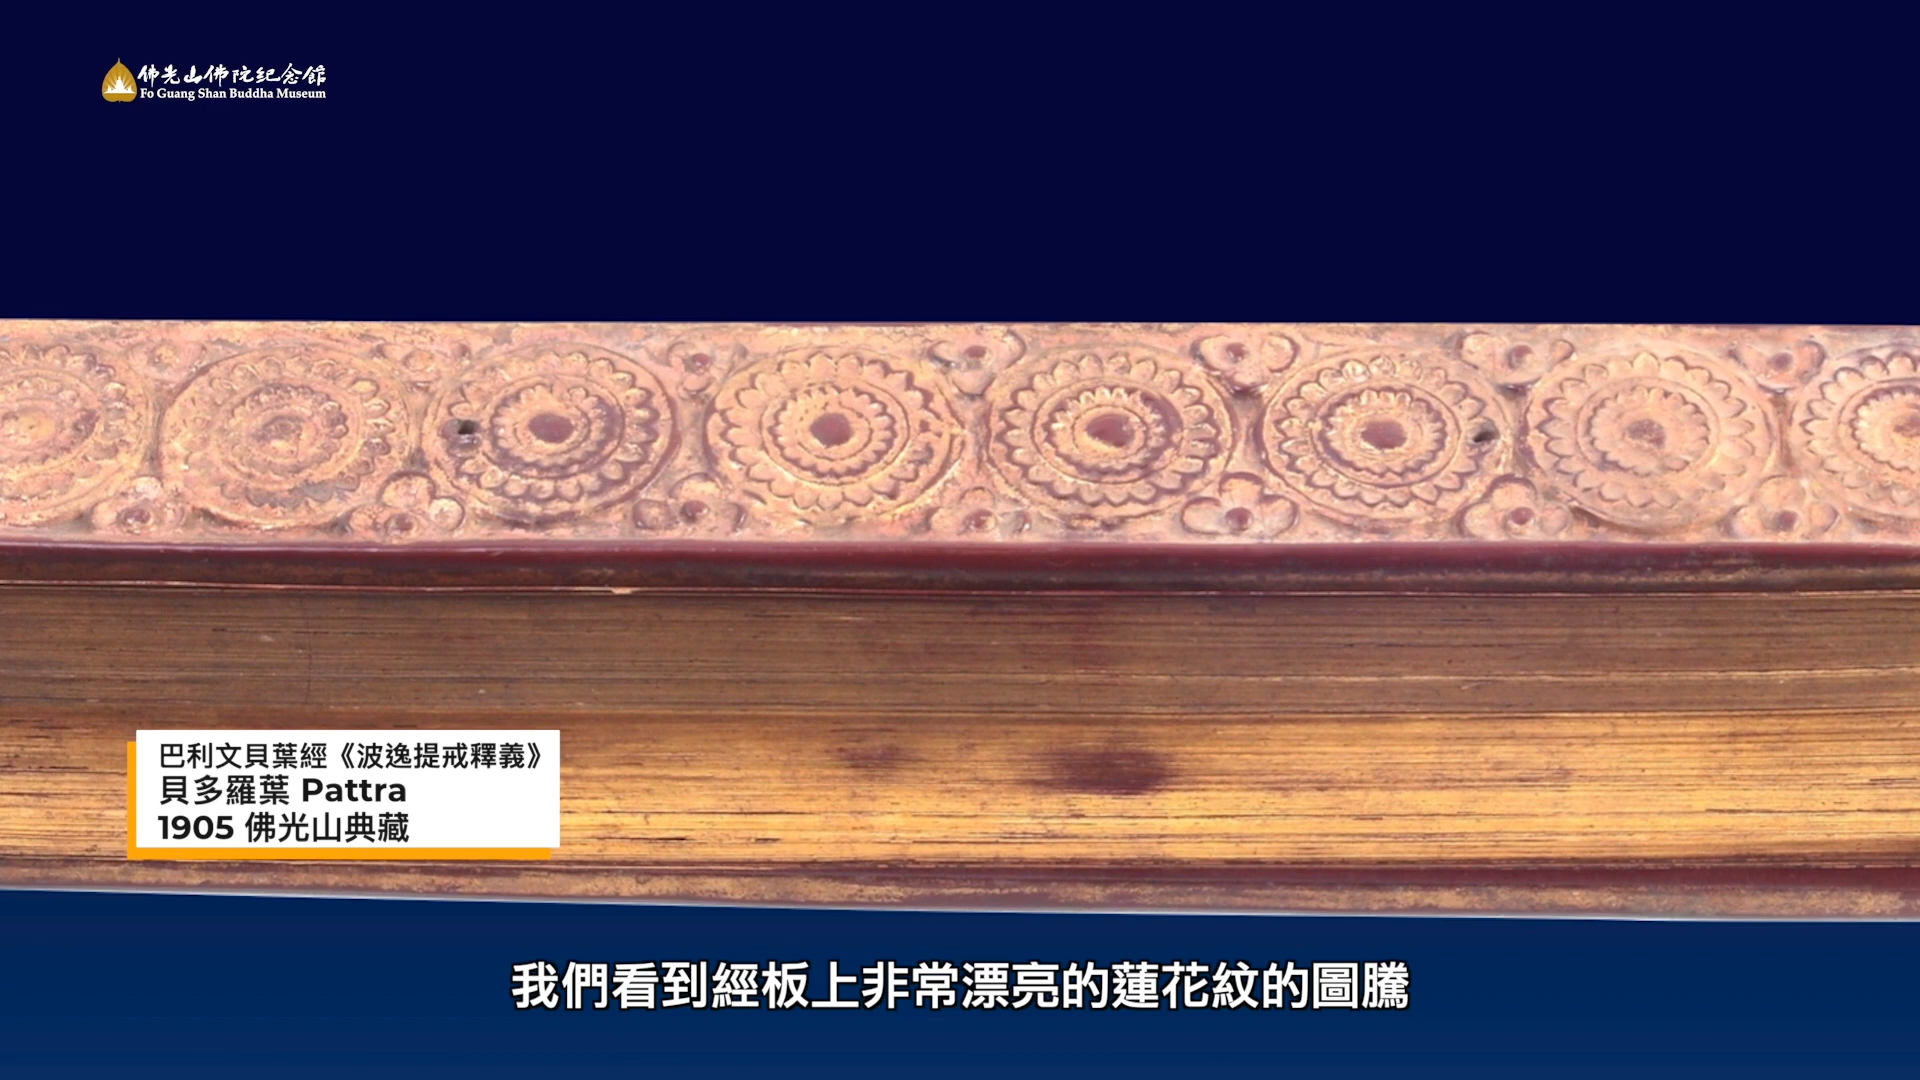 佛光山佛陀紀念館
Fo Guang Shan Buddha Museum
巴利文貝葉經《波逸提戒釋義》
貝多羅葉 Pattra
1905 佛光山典藏
我們看到經板上非常漂亮的蓮花紋的圖騰